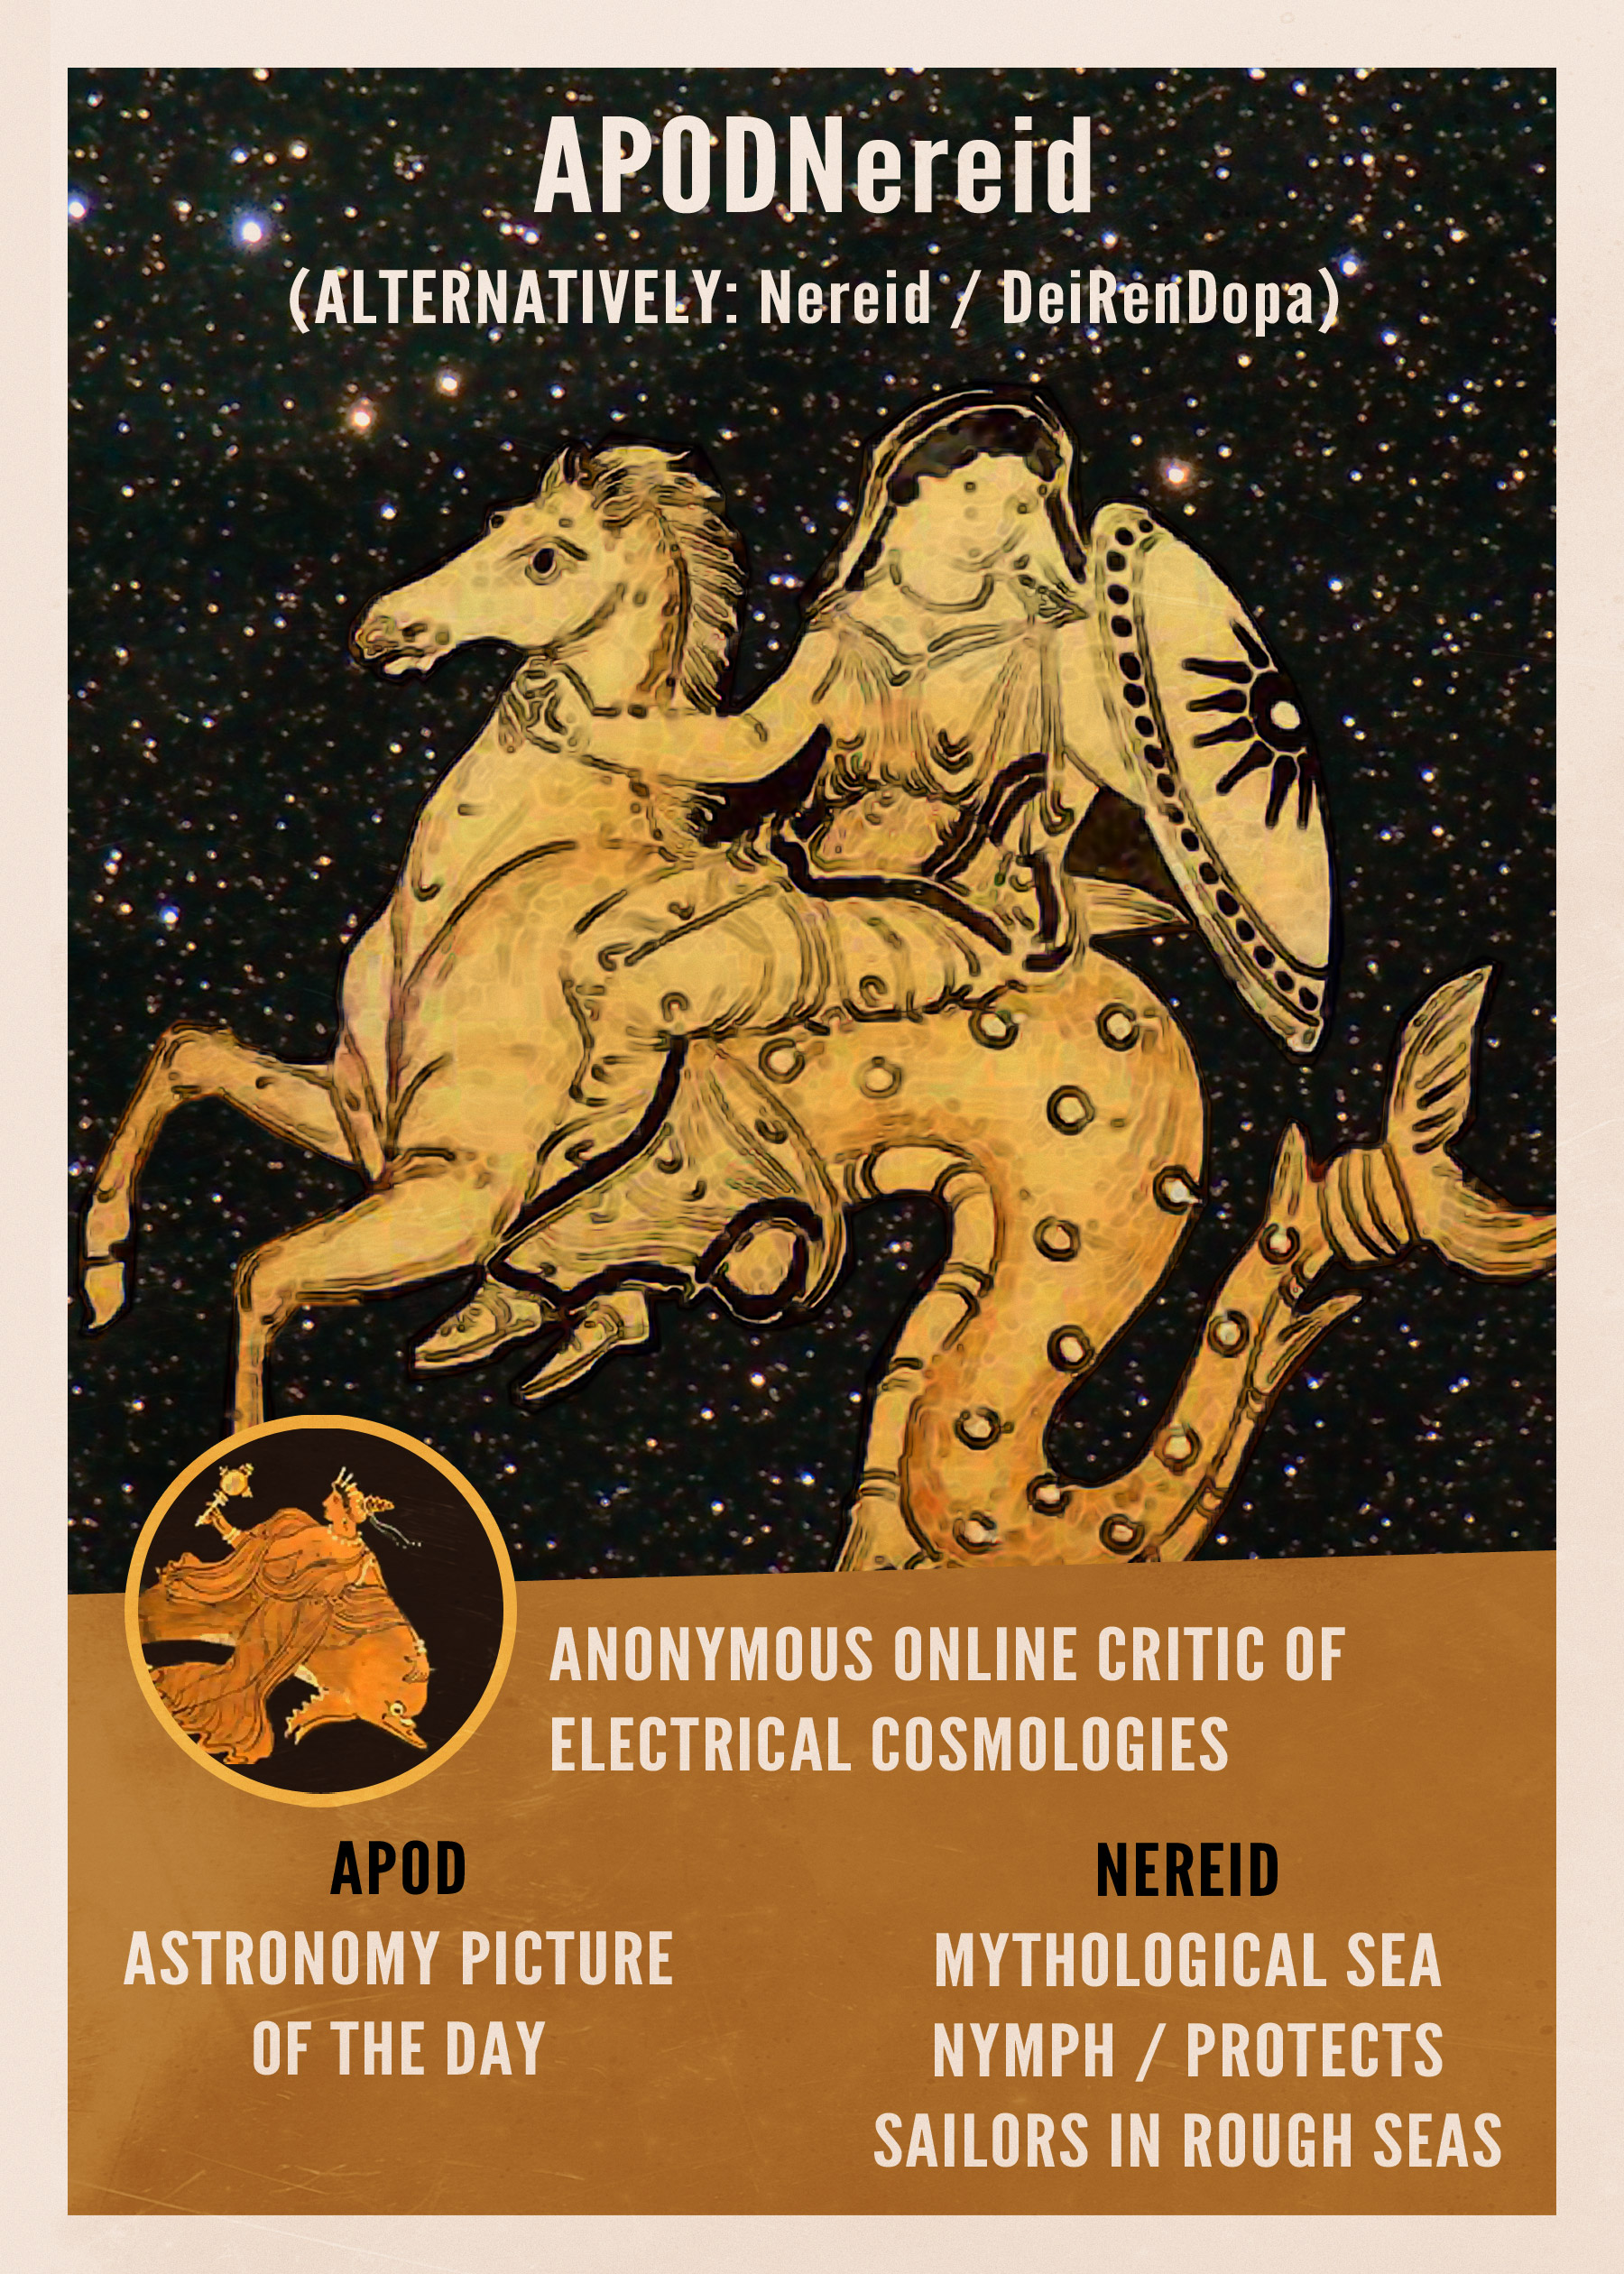 APODNereid
(ALTERNATIVELY: Nereid / DeiRenDopa)
ANONYMOUS ONLINE CRITIC OF
ELECTRICAL COSMOLOGIES
APOD
ASTRONOMY PICTURE
OF THE DAY
NEREID
MYTHOLOGICAL SEA
NYMPH / PROTECTS
SAILORS IN ROUGH SEAS